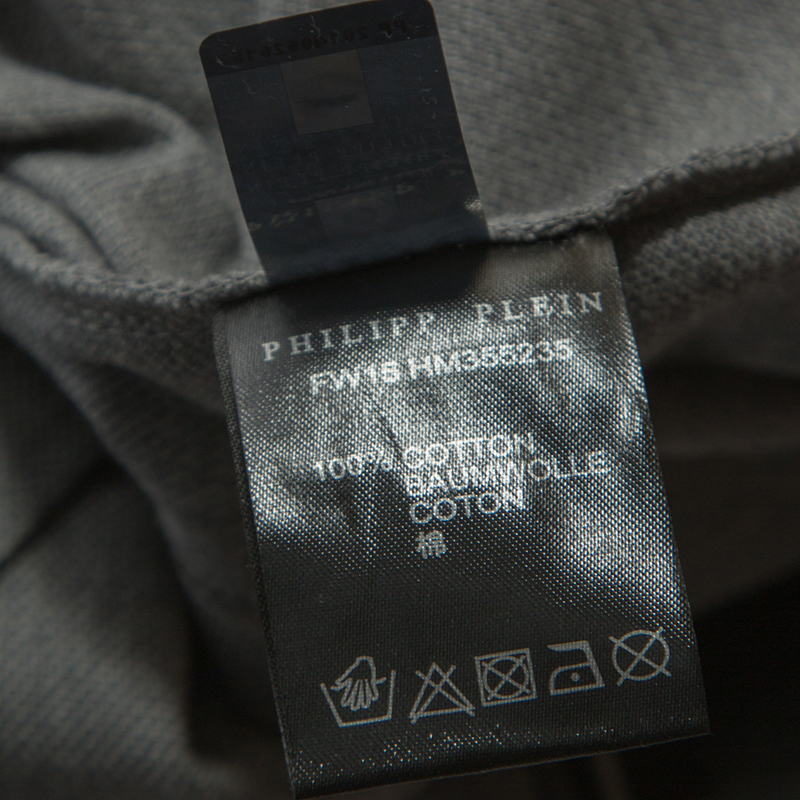 PHILIPP PLEIN
FW15 HM355235
100% COTTON
BAUMWOLLE
COTON
棉